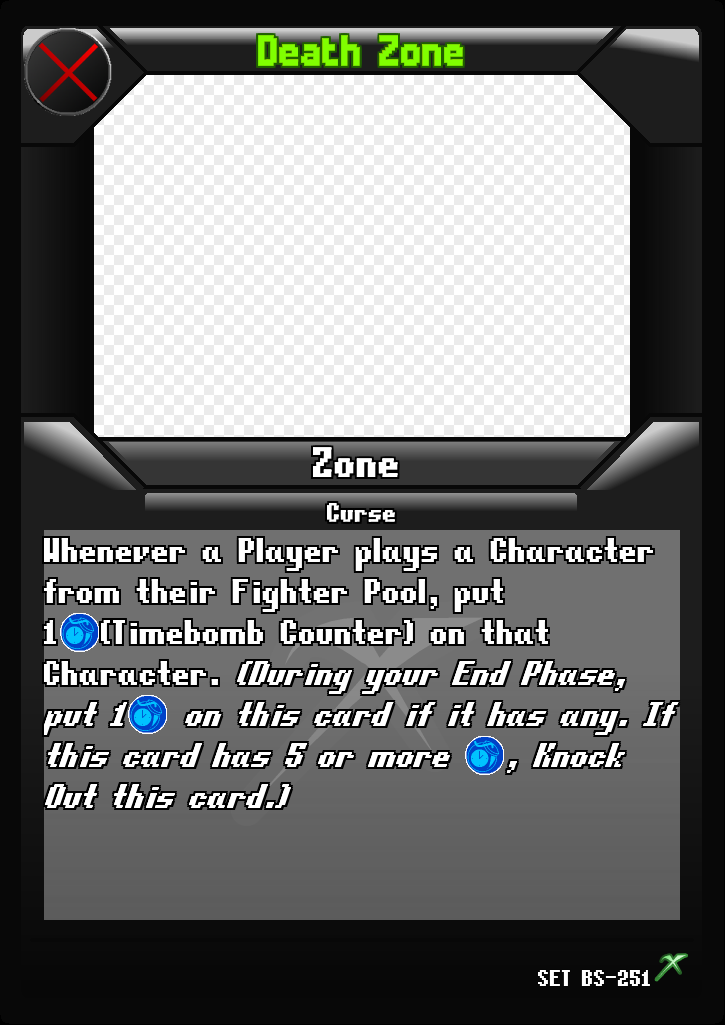 Death Zone
Zone
Curse
Whenever a Player plays a Character
from their Fighter Pool, put
1(Timebomb Counter) on that
Character. (During your End Phase,
put 1 on this card if it has any. If
this card has 5 or more , Knock
Out this card.)
SET BS-251